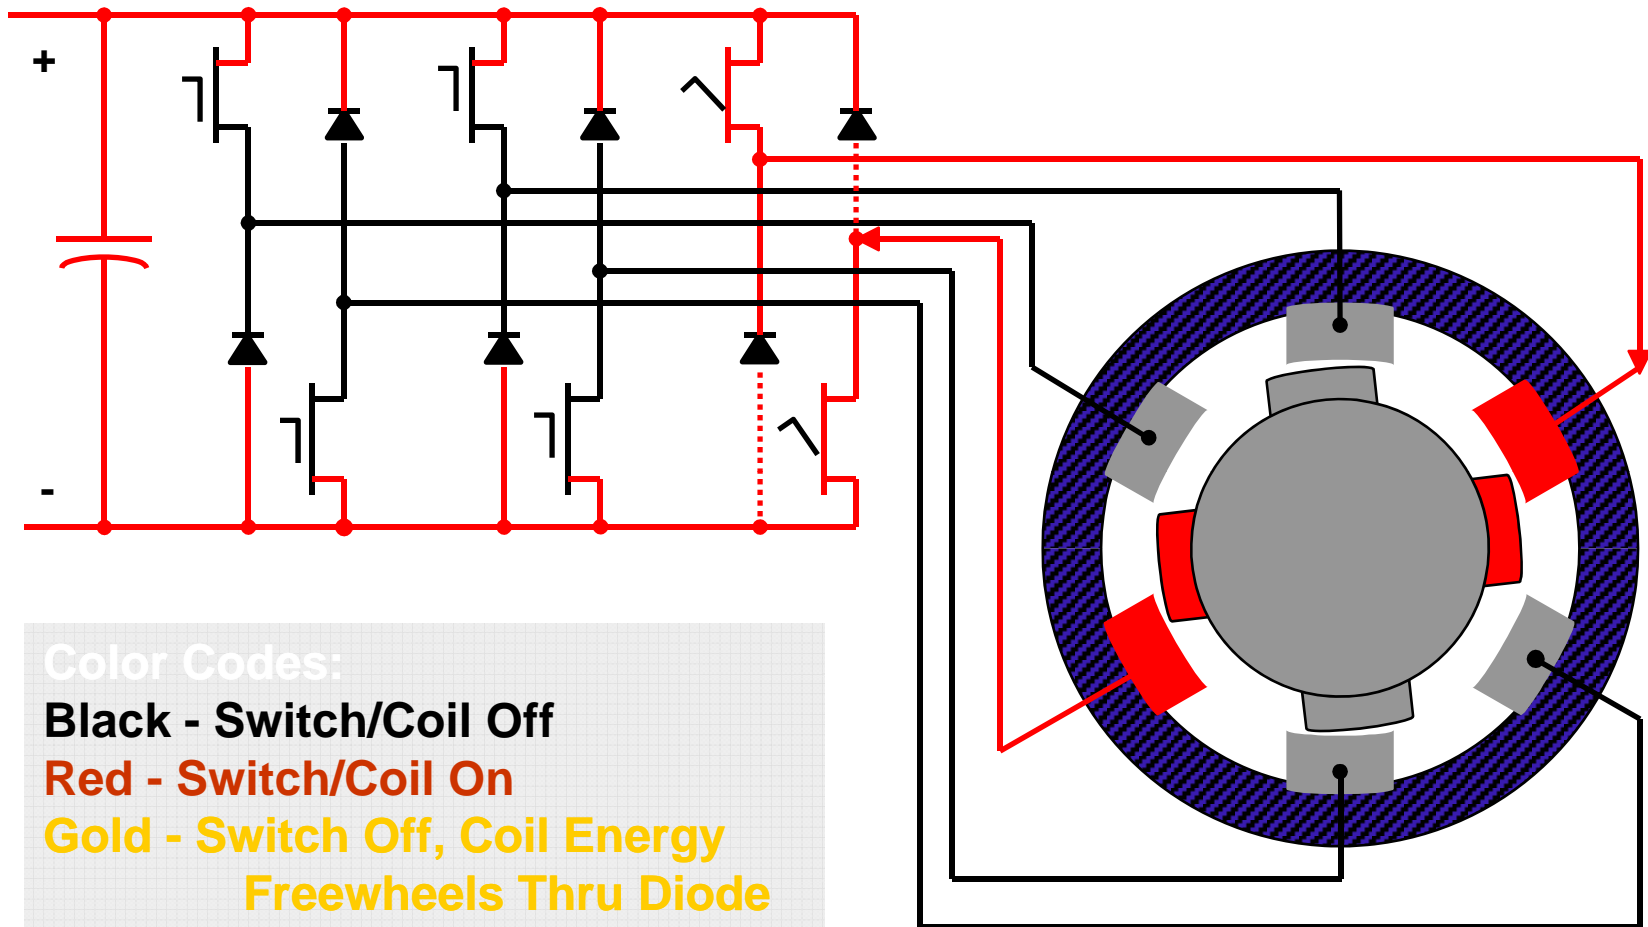 +
-
Color Codes:
Black - Switch/Coil Off
Red - Switch/Coil On
Gold - Switch Off, Coil Energy
Freewheels Thru Diode